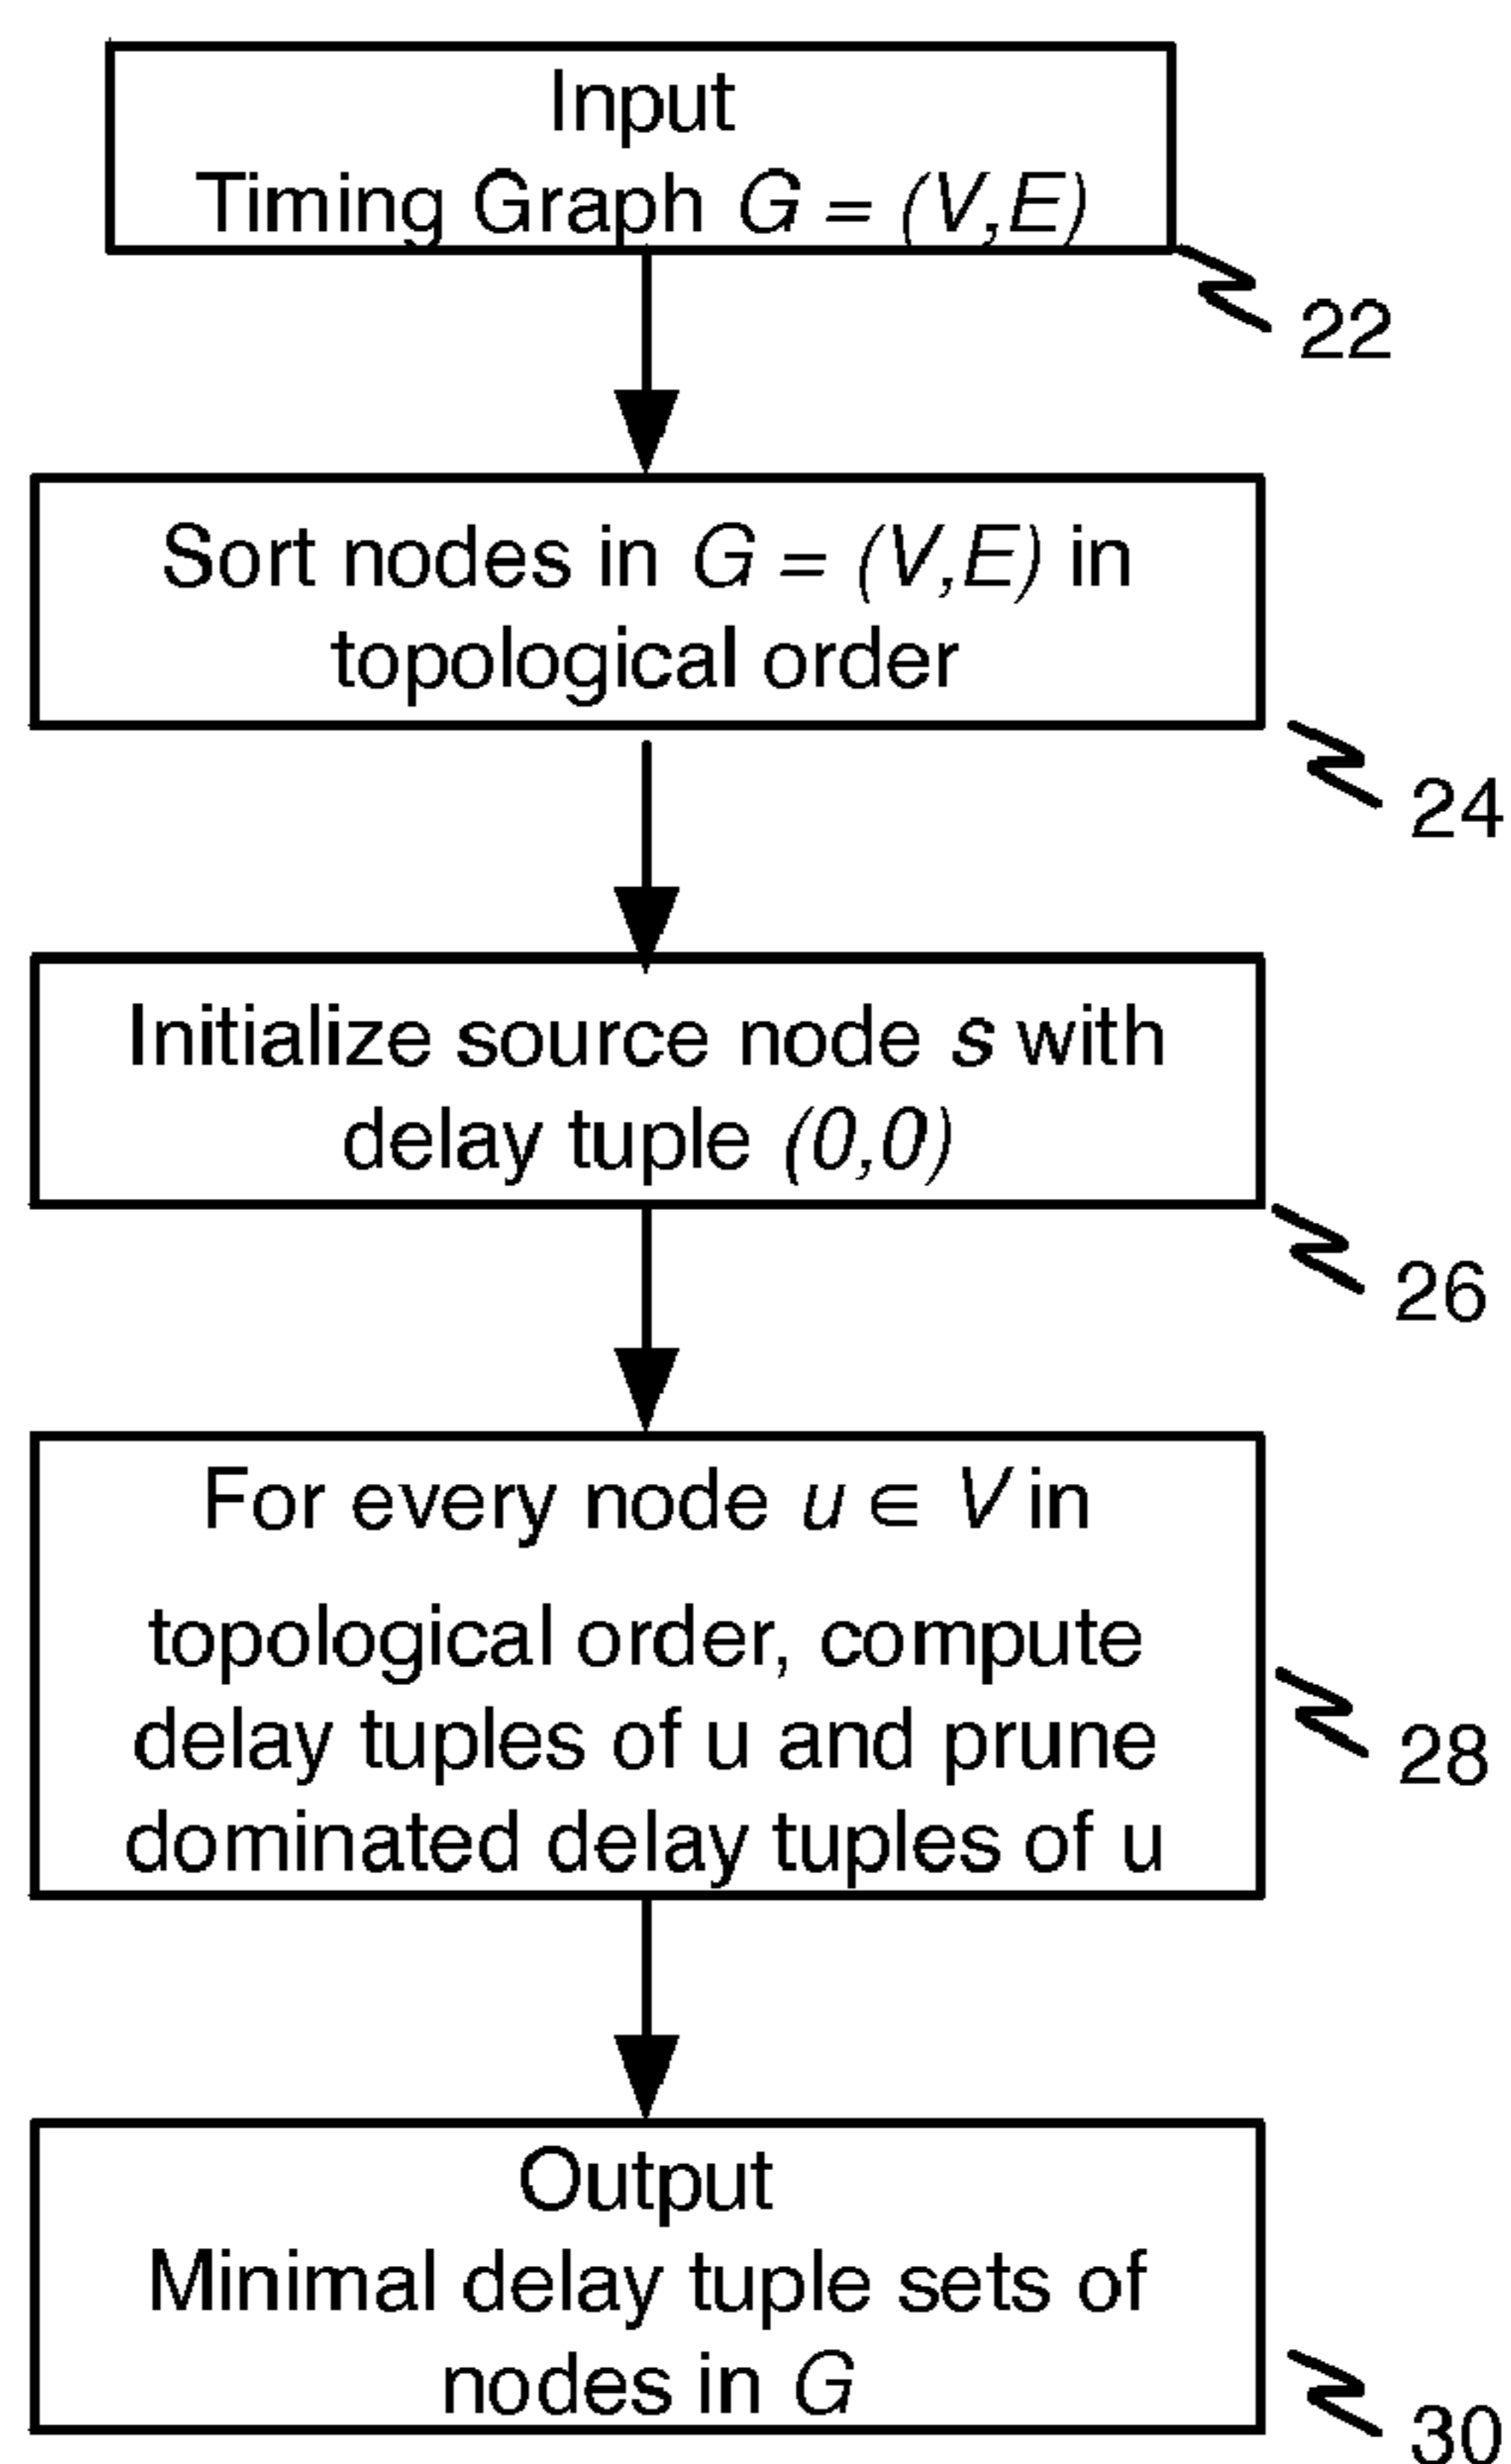 Input
Timing Graph G = (V,E)
22
Sort nodes in G = (V,E) in
topological order
24
Initialize source node s with
delay tuple (0,0)
26
For every node u ∈ V in
topological order, compute
delay tuples of u and prune
dominated delay tuples of u
28
Output
Minimal delay tuple sets of
nodes in G
30